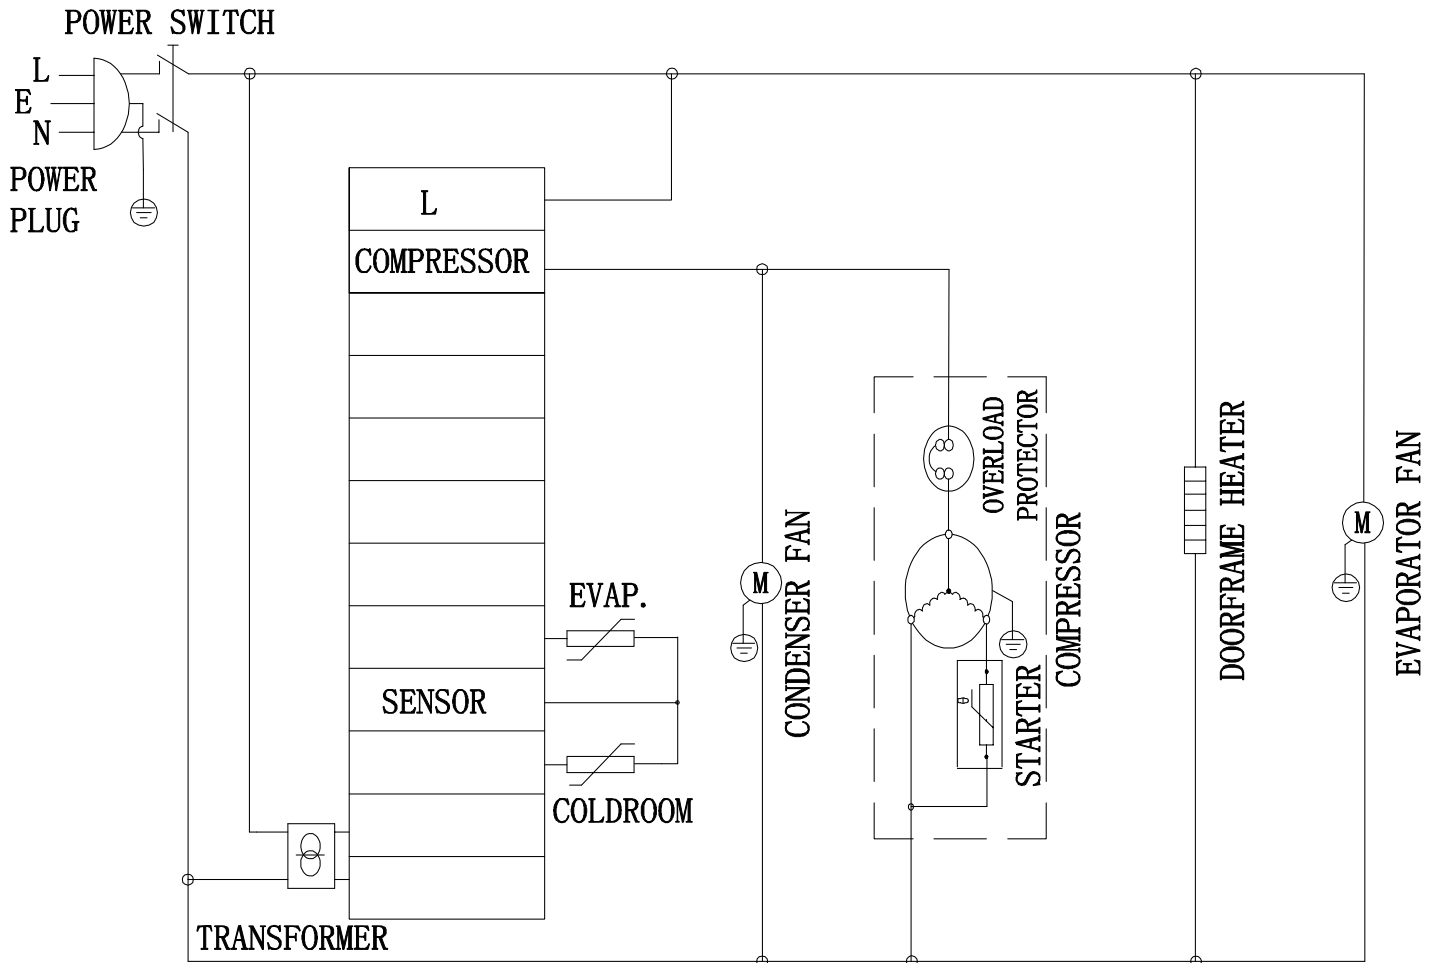 POWER SWITCH
L
E
N
POWER
PLUG
L
COMPRESSOR
EVAP.
SENSOR
COLDROOM
TRANSFORMER
M
CONDENSER FAN
OVERLOAD
PROTECTOR
COMPRESSOR
θ
STARTER
DOORFRAME HEATER
M
EVAPORATOR FAN